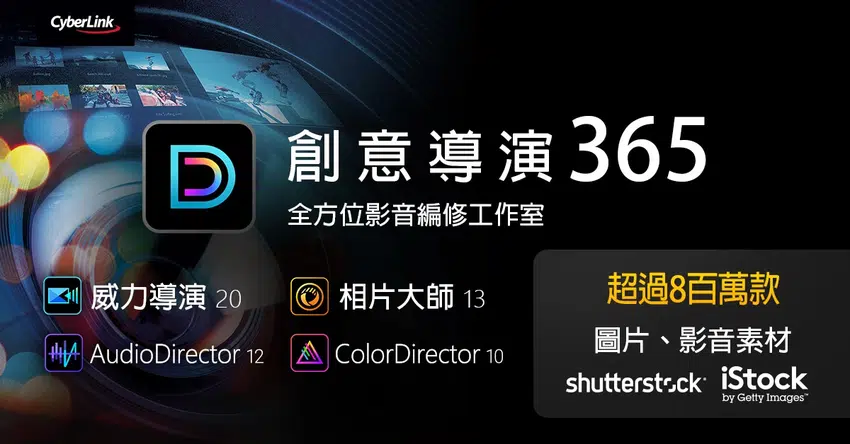 CyberLink
創意導演365
全方位影音編修工作室
威力導演 20
相片大師 13
AudioDirector 12
ColorDirector 10
超過8百萬款
圖片、影音素材
shutterstock
iStock
by Getty Images™